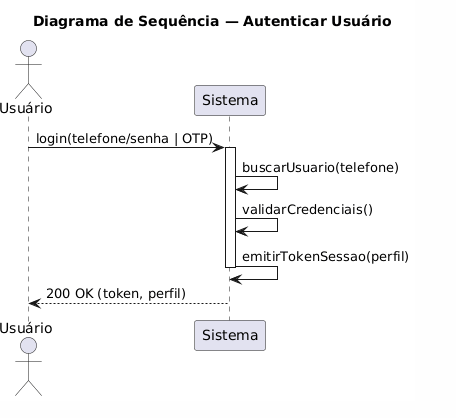 Diagrama de Sequência — Autenticar Usuário
Usuário
Sistema
login(telefone/senha | OTP)
buscarUsuario(telefone)
validarCredenciais()
emitirTokenSessao(perfil)
200 OK (token, perfil)
Usuário
Sistema